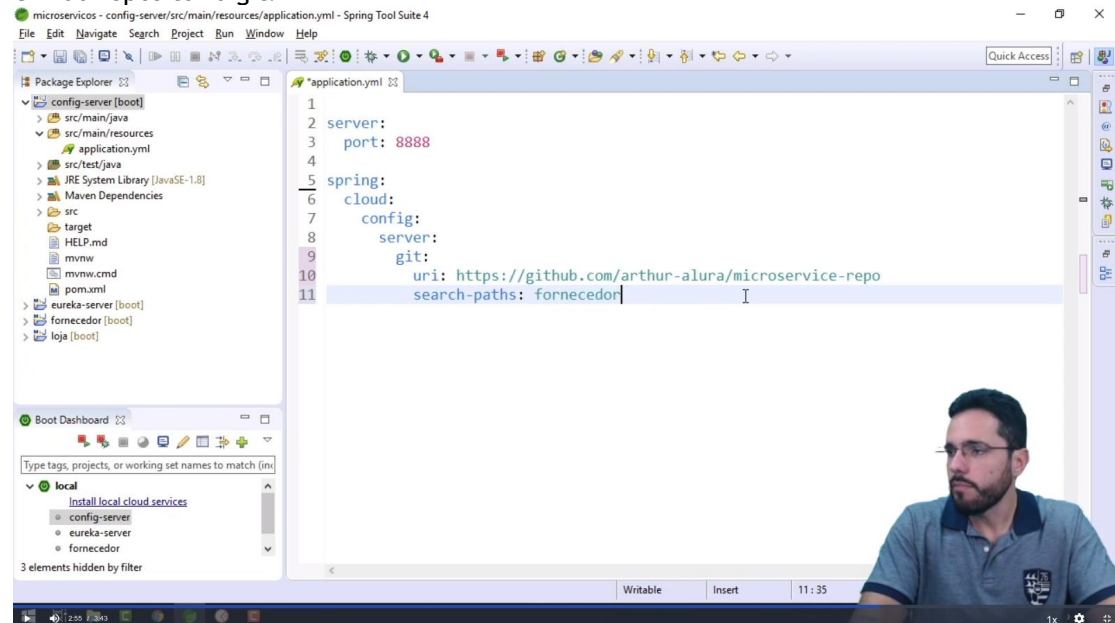 microservicos - config-server/src/main/resources/application.yml - Spring Tool Suite 4
File Edit Navigate Search Project Run Window Help
Quick Access
Package Explorer
*application.yml
config-server [boot]
src/main/java
src/main/resources
application.yml
src/test/java
JRE System Library [JavaSE-1.8]
Maven Dependencies
src
target
HELP.md
mvnw
mvnw.cmd
pom.xml
eureka-server [boot]
fornecedor [boot]
loja [boot]
1
2 server:
3 port: 8888
4
5 spring:
6 cloud:
7 config:
8 server:
9 git:
10 uri: https://github.com/arthur-alura/microservice-repo
11 search-paths: fornecedor
Boot Dashboard
Type tags, projects, or working set names to match (inc
local
Install local cloud services
config-server
eureka-server
fornecedor
3 elements hidden by filter
Writable Insert 11 : 35
2:55 / 3:43
1x